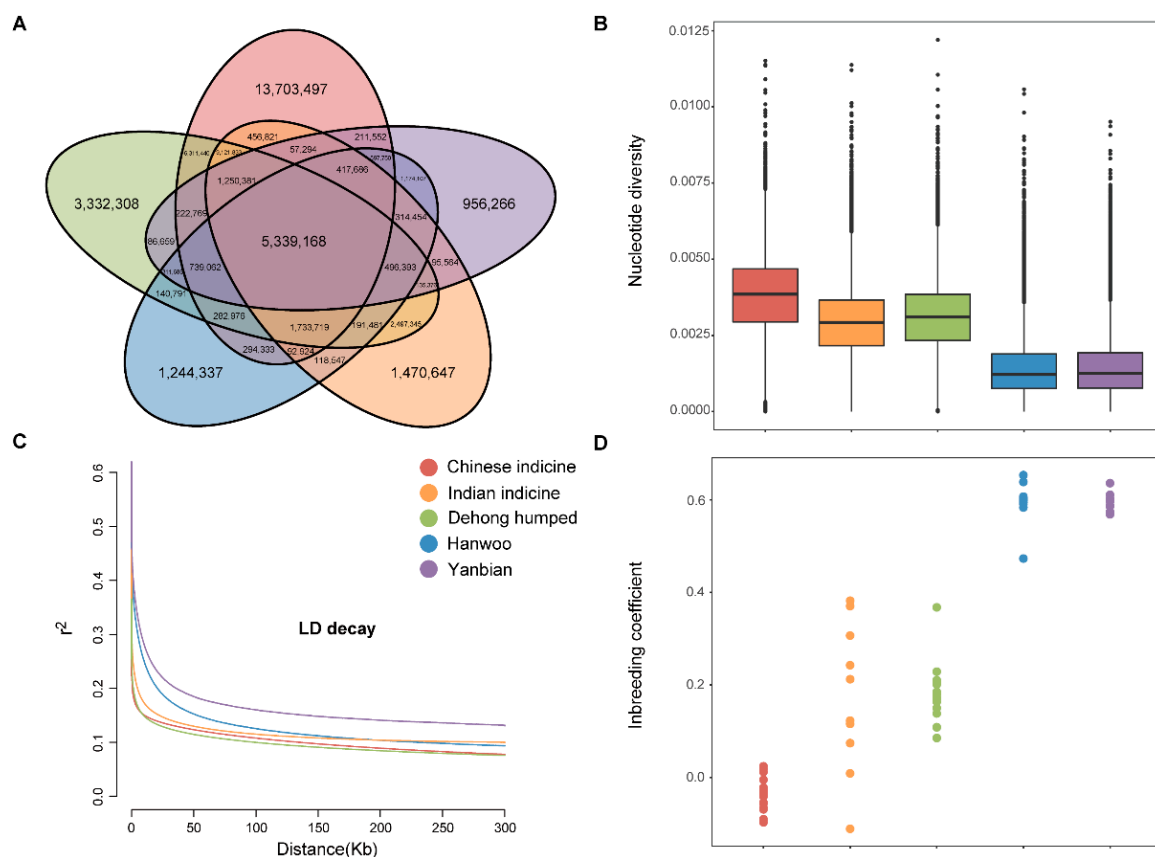 A
13,703,497
456,821
57,294
211,552
417,686
1,250,381
3,332,308
222,769
314,454
956,266
86,659
5,339,168
95,564
739,062
496,393
140,791
282,976
1,733,719
191,481
2,467,345
294,333
92,924
118,647
1,244,337
1,470,647
B
Nucleotide diversity
0.0125
0.0100
0.0075
0.0050
0.0025
0.0000
C
r2
0.6
0.5
0.4
0.3
0.2
0.1
0.0
Chinese indicine
Indian indicine
Dehong humped
Hanwoo
Yanbian
LD decay
0 50 100 150 200 250 300
Distance(Kb)
D
Inbreeding coefficient
0.6
0.4
0.2
0.0